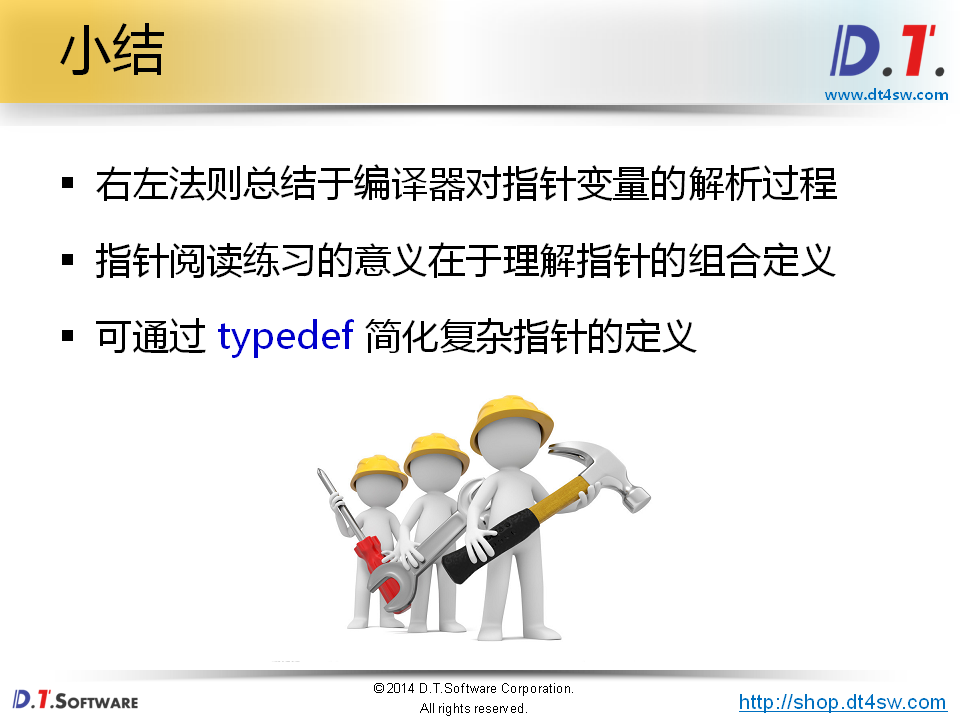 小结
D.T.
www.dt4sw.com
▪ 右左法则总结于编译器对指针变量的解析过程
▪ 指针阅读练习的意义在于理解指针的组合定义
▪ 可通过 typedef 简化复杂指针的定义
D.T.SOFTWARE
©2014 D.T.Software Corporation.
All rights reserved.
http://shop.dt4sw.com